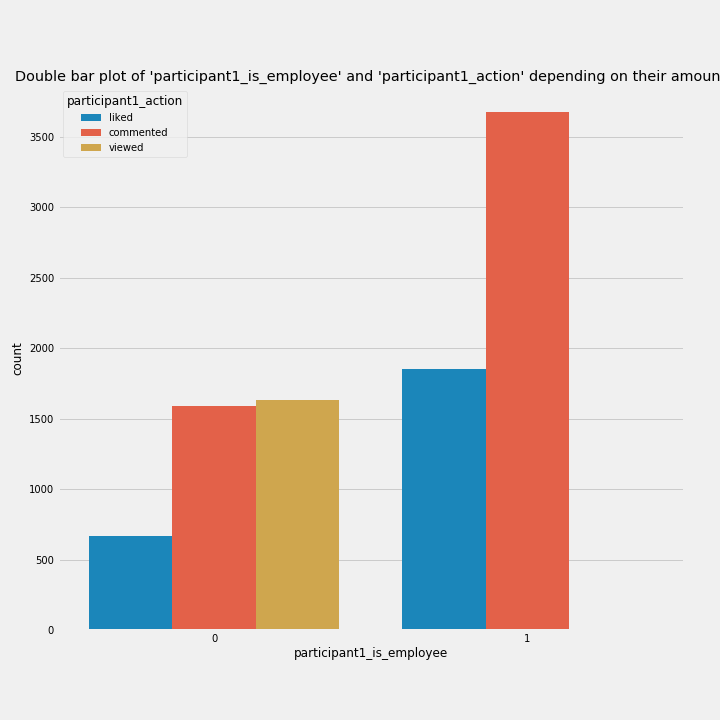 Double bar plot of 'participant1_is_employee' and 'participant1_action' depending on their amoun
participant1_action
liked
commented
viewed
3500
3000
2500
2000
1500
1000
500
0
count
0
1
participant1_is_employee